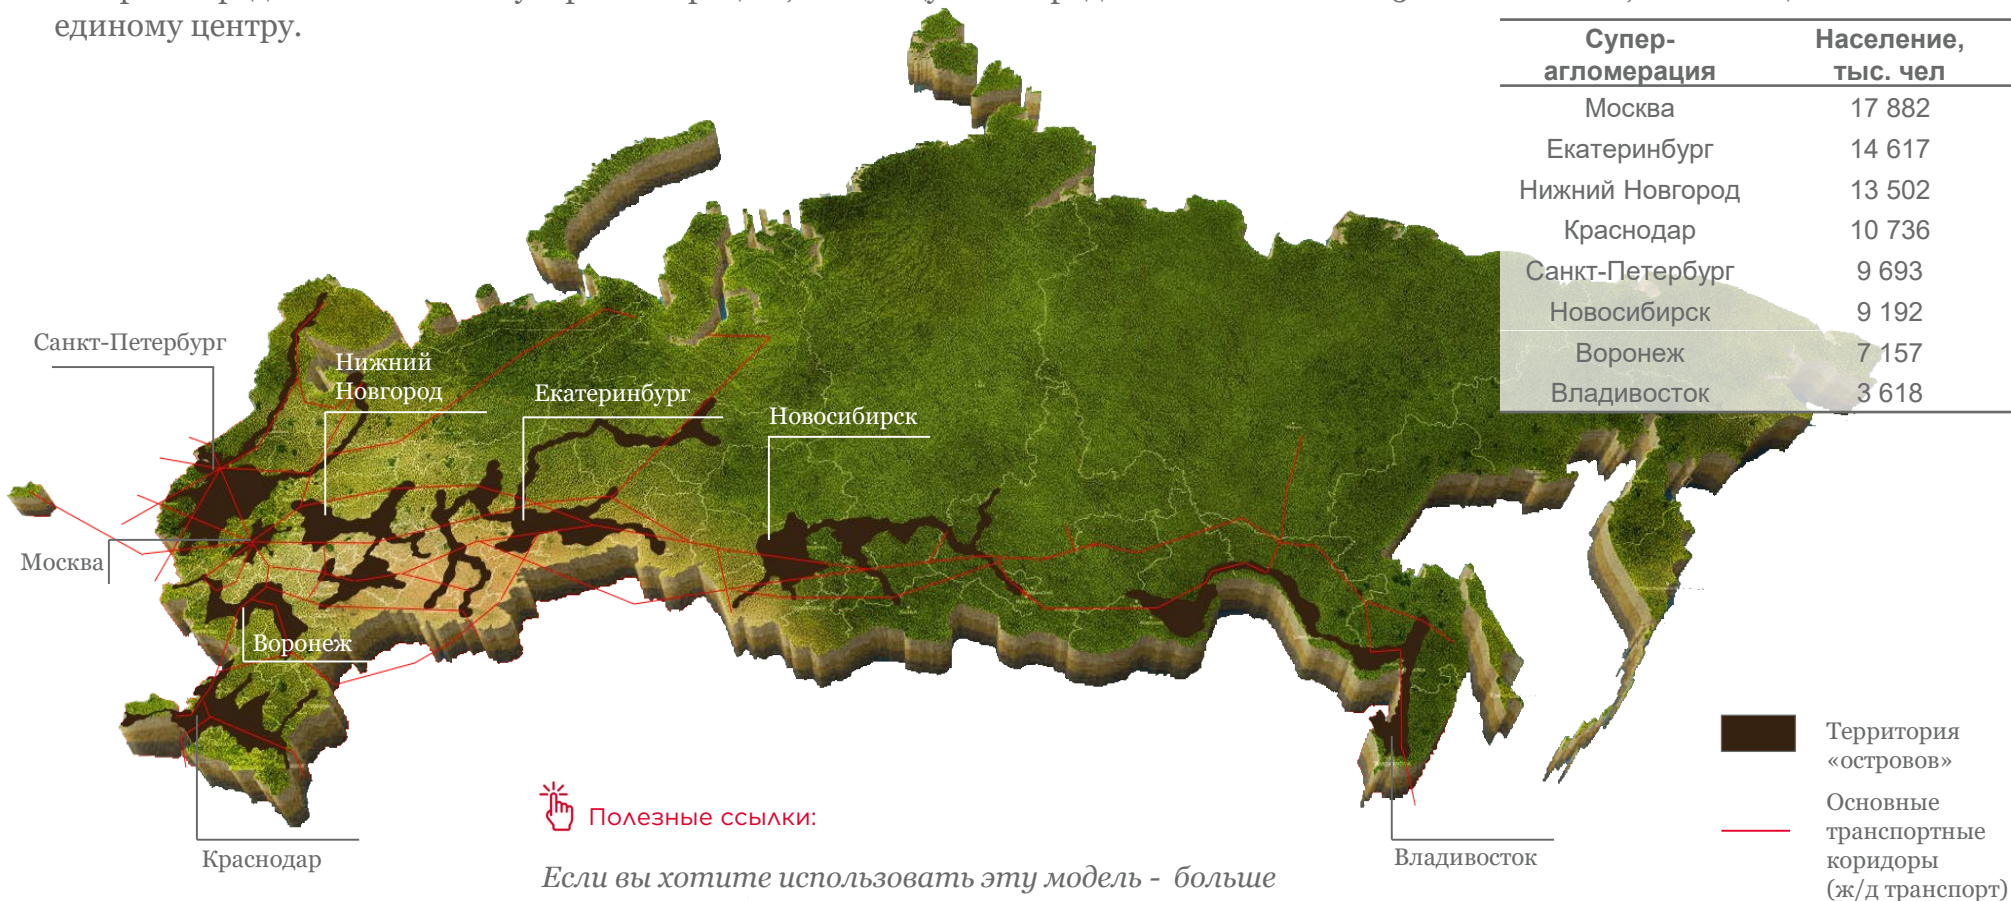 единому центру.
Супер-
агломерация
Население,
тыс. чел
Москва 17 882
Екатеринбург 14 617
Нижний Новгород 13 502
Краснодар 10 736
Санкт-Петербург 9 693
Новосибирск 9 192
Воронеж 7 157
Владивосток 3 618
Санкт-Петербург
Нижний
Новгород
Екатеринбург
Новосибирск
Москва
Воронеж
Краснодар
Владивосток
Территория
«островов»
Основные
транспортные
коридоры
(ж/д транспорт)
Полезные ссылки:
Если вы хотите использовать эту модель - больше